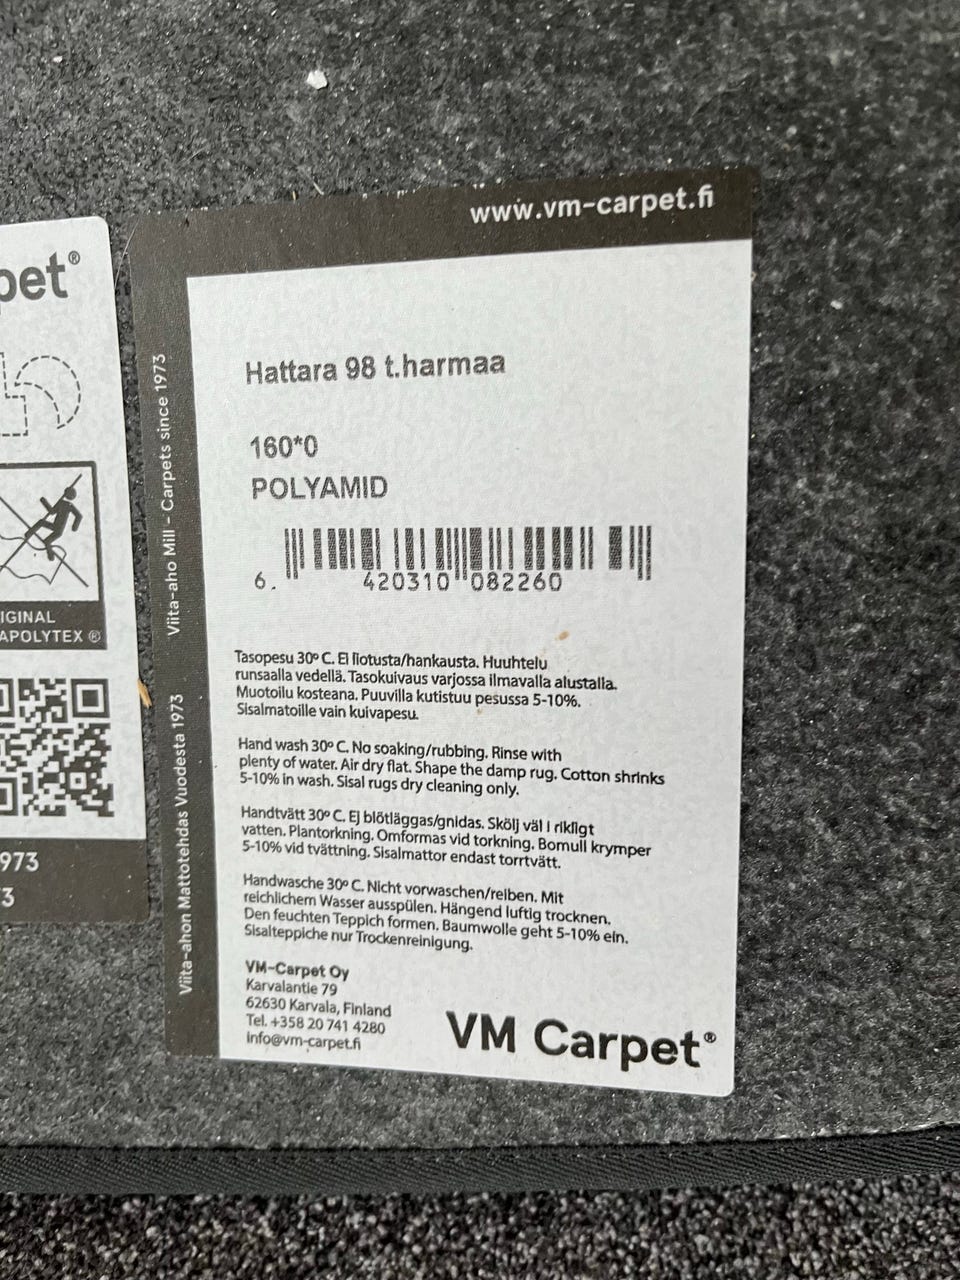 www.vm-carpet.fi
pet®
Hattara 98 t.harmaa
160*0
POLYAMID
6. 420310 082260
IGINAL
APOLYTEX ®
973
3
Viita-aho Mill - Carpets since 1973
Viita-ahon Mattotehdas Vuodesta 1973
Tasopesu 30º C. Ei liotusta/hankausta. Huuhtelu
runsaalla vedellä. Tasokuivaus varjossa ilmavalla alustalla.
Muotoilu kosteana. Puuvilla kutistuu pesussa 5-10%.
Sisalmatoille vain kuivapesu.
Hand wash 30º C. No soaking/rubbing. Rinse with
plenty of water. Air dry flat. Shape the damp rug. Cotton shrinks
5-10% in wash. Sisal rugs dry cleaning only.
Handtvätt 30º C. Ej blötläggas/gnidas. Skölj väl i rikligt
vatten. Plantorkning. Omformas vid torkning. Bomull krymper
5-10% vid tvättning. Sisalmattor endast torrtvätt.
Handwasche 30º C. Nicht vorwaschen/reiben. Mit
reichlichem Wasser ausspülen. Hängend luftig trocknen.
Den feuchten Teppich formen. Baumwolle geht 5-10% ein.
Sisalteppiche nur Trockenreinigung.
VM-Carpet Oy
Karvalantie 79
62630 Karvala, Finland
Tel. +358 20 741 4280
info@vm-carpet.fi
VM Carpet®